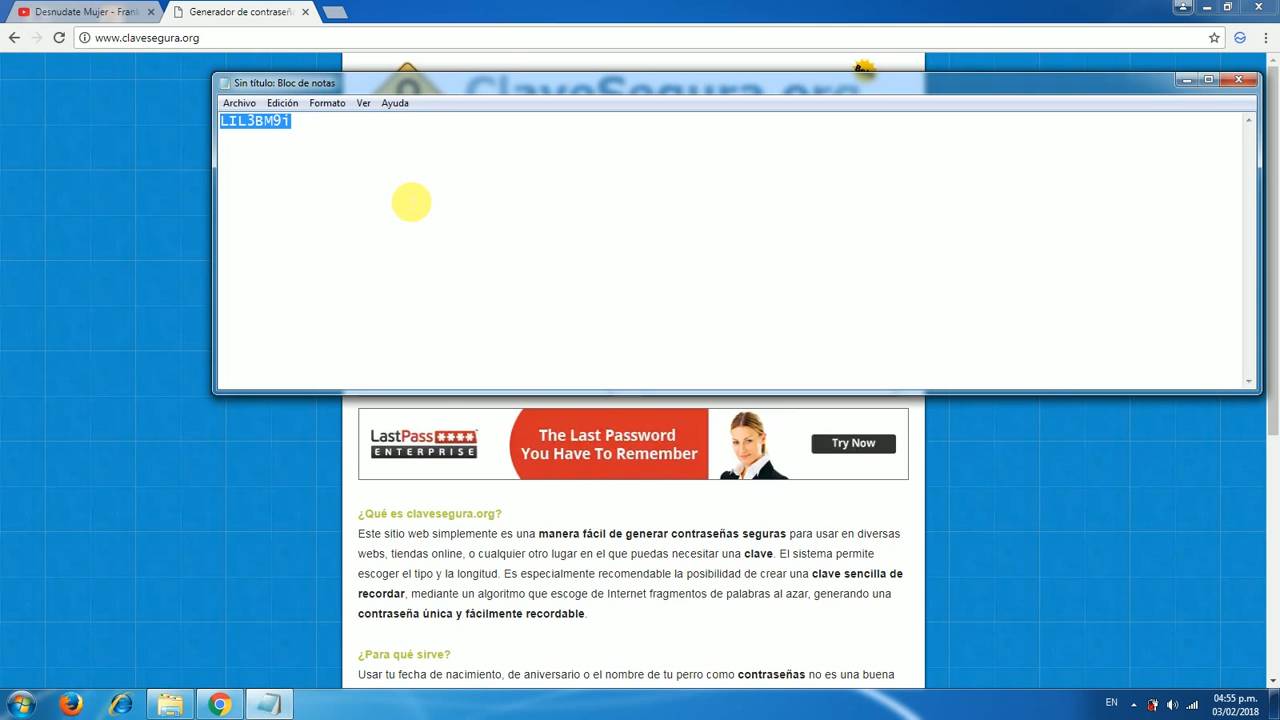 Desnudate Mujer - Frank
Generador de contraseñ
www.clavesegura.org
ClaveSegura.org
Sin título: Bloc de notas
Archivo Edición Formato Ver Ayuda
LIL3BM9i
LastPass ****
ENTERPRISE
The Last Password
You Have To Remember
Try Now
¿Qué es clavesegura.org?
Este sitio web simplemente es una manera fácil de generar contraseñas seguras para usar en diversas
webs, tiendas online, o cualquier otro lugar en el que puedas necesitar una clave. El sistema permite
escoger el tipo y la longitud. Es especialmente recomendable la posibilidad de crear una clave sencilla de
recordar, mediante un algoritmo que escoge de Internet fragmentos de palabras al azar, generando una
contraseña única y fácilmente recordable.
¿Para qué sirve?
Usar tu fecha de nacimiento, de aniversario o el nombre de tu perro como contraseñas no es una buena
EN
04:55 p.m.
03/02/2018